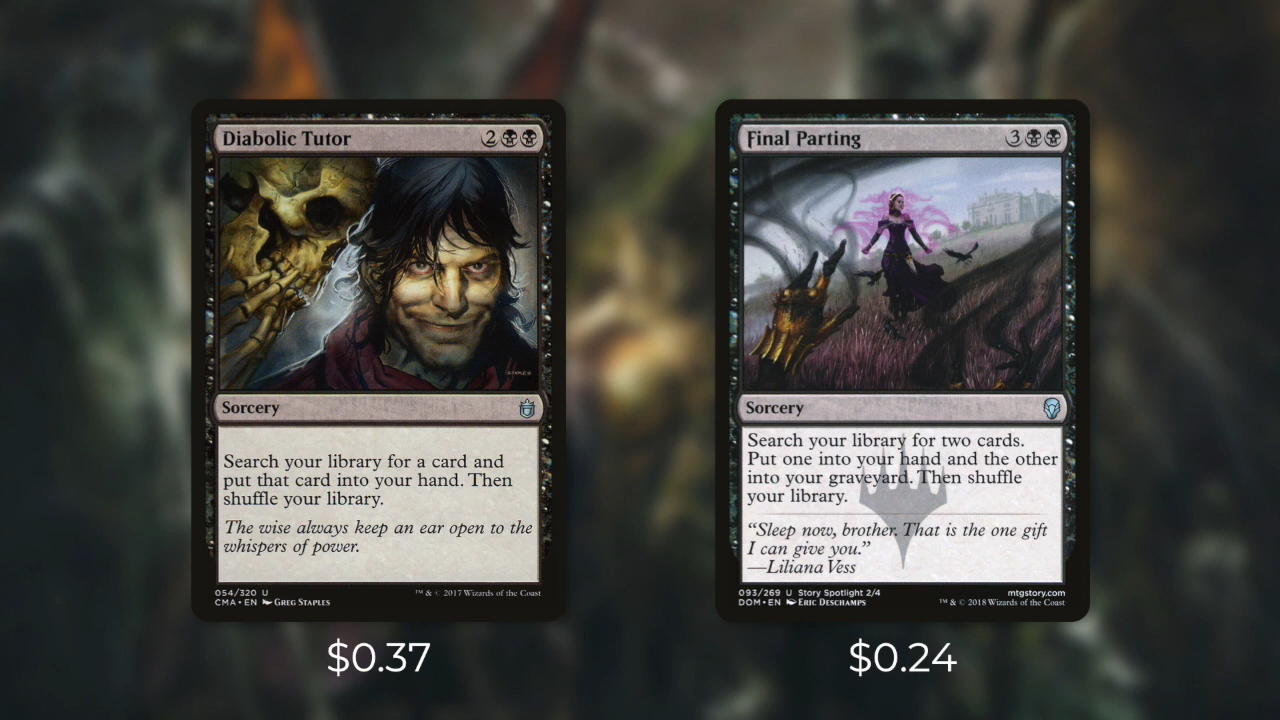 Diabolic Tutor 2
Sorcery
Search your library for a card and
put that card into your hand. Then
shuffle your library.
The wise always keep an ear open to the
whispers of power.
054/320 U
CMA • EN GREG STAPLES
™ & © 2017 Wizards of the Coast
$0.37
Final Parting 3
Sorcery
Search your library for two cards.
Put one into your hand and the other
into your graveyard. Then shuffle
your library.
“Sleep now, brother. That is the one gift
I can give you.”
—Liliana Vess
093/269 U Story Spotlight 2/4
DOM • EN ERIC DESCHAMPS
mtgstory.com
™ & © 2018 Wizards of the Coast
$0.24